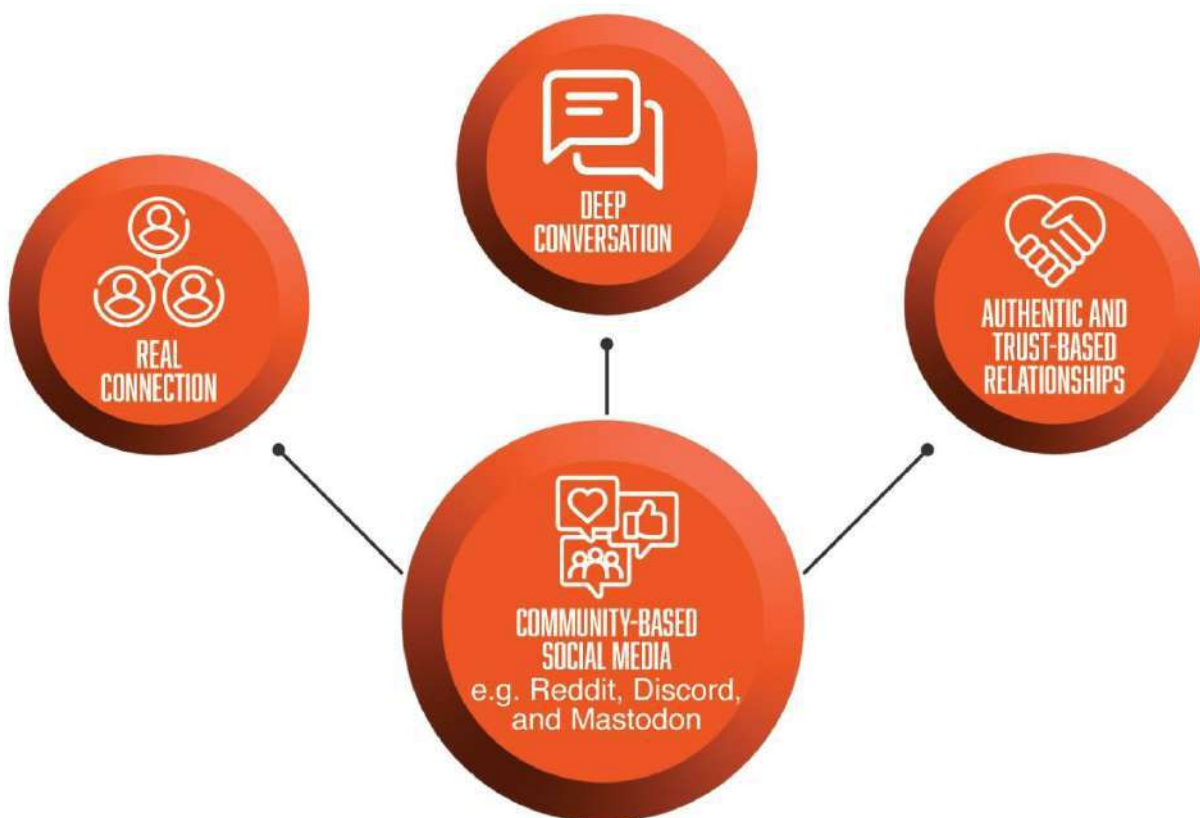 DEEP
CONVERSATION
REAL
CONNECTION
AUTHENTIC AND
TRUST-BASED
RELATIONSHIPS
COMMUNITY-BASED
SOCIAL MEDIA
e.g. Reddit, Discord,
and Mastodon